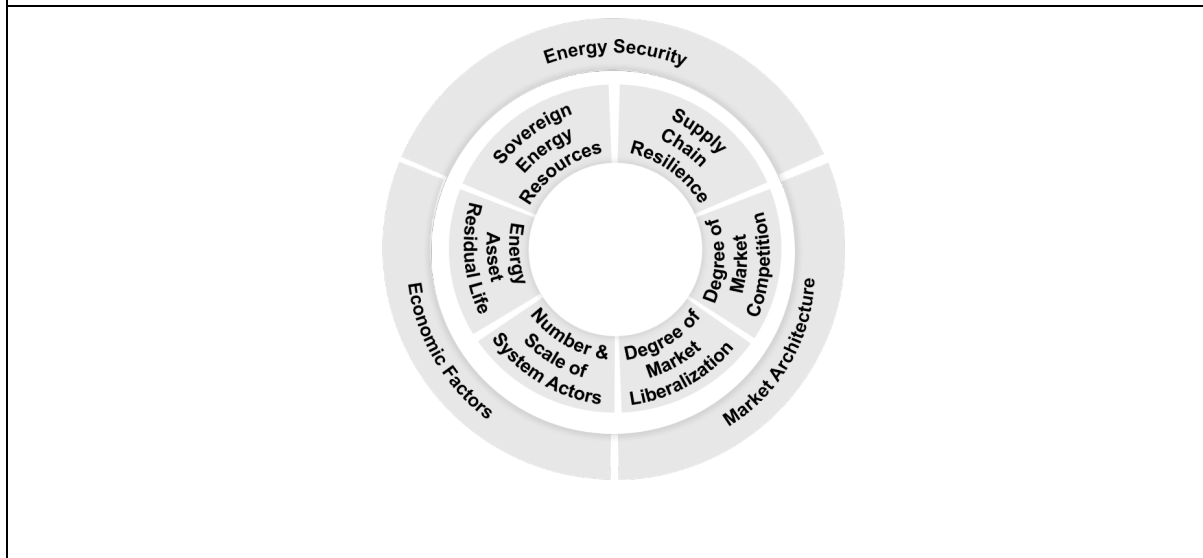 Energy Security
Sovereign
Energy
Resources
Supply
Chain
Resilience
Energy
Asset
Residual Life
Degree of
Market
Competition
Number &
Scale of
System Actors
Degree of
Market
Liberalization
Economic Factors
Market Architecture